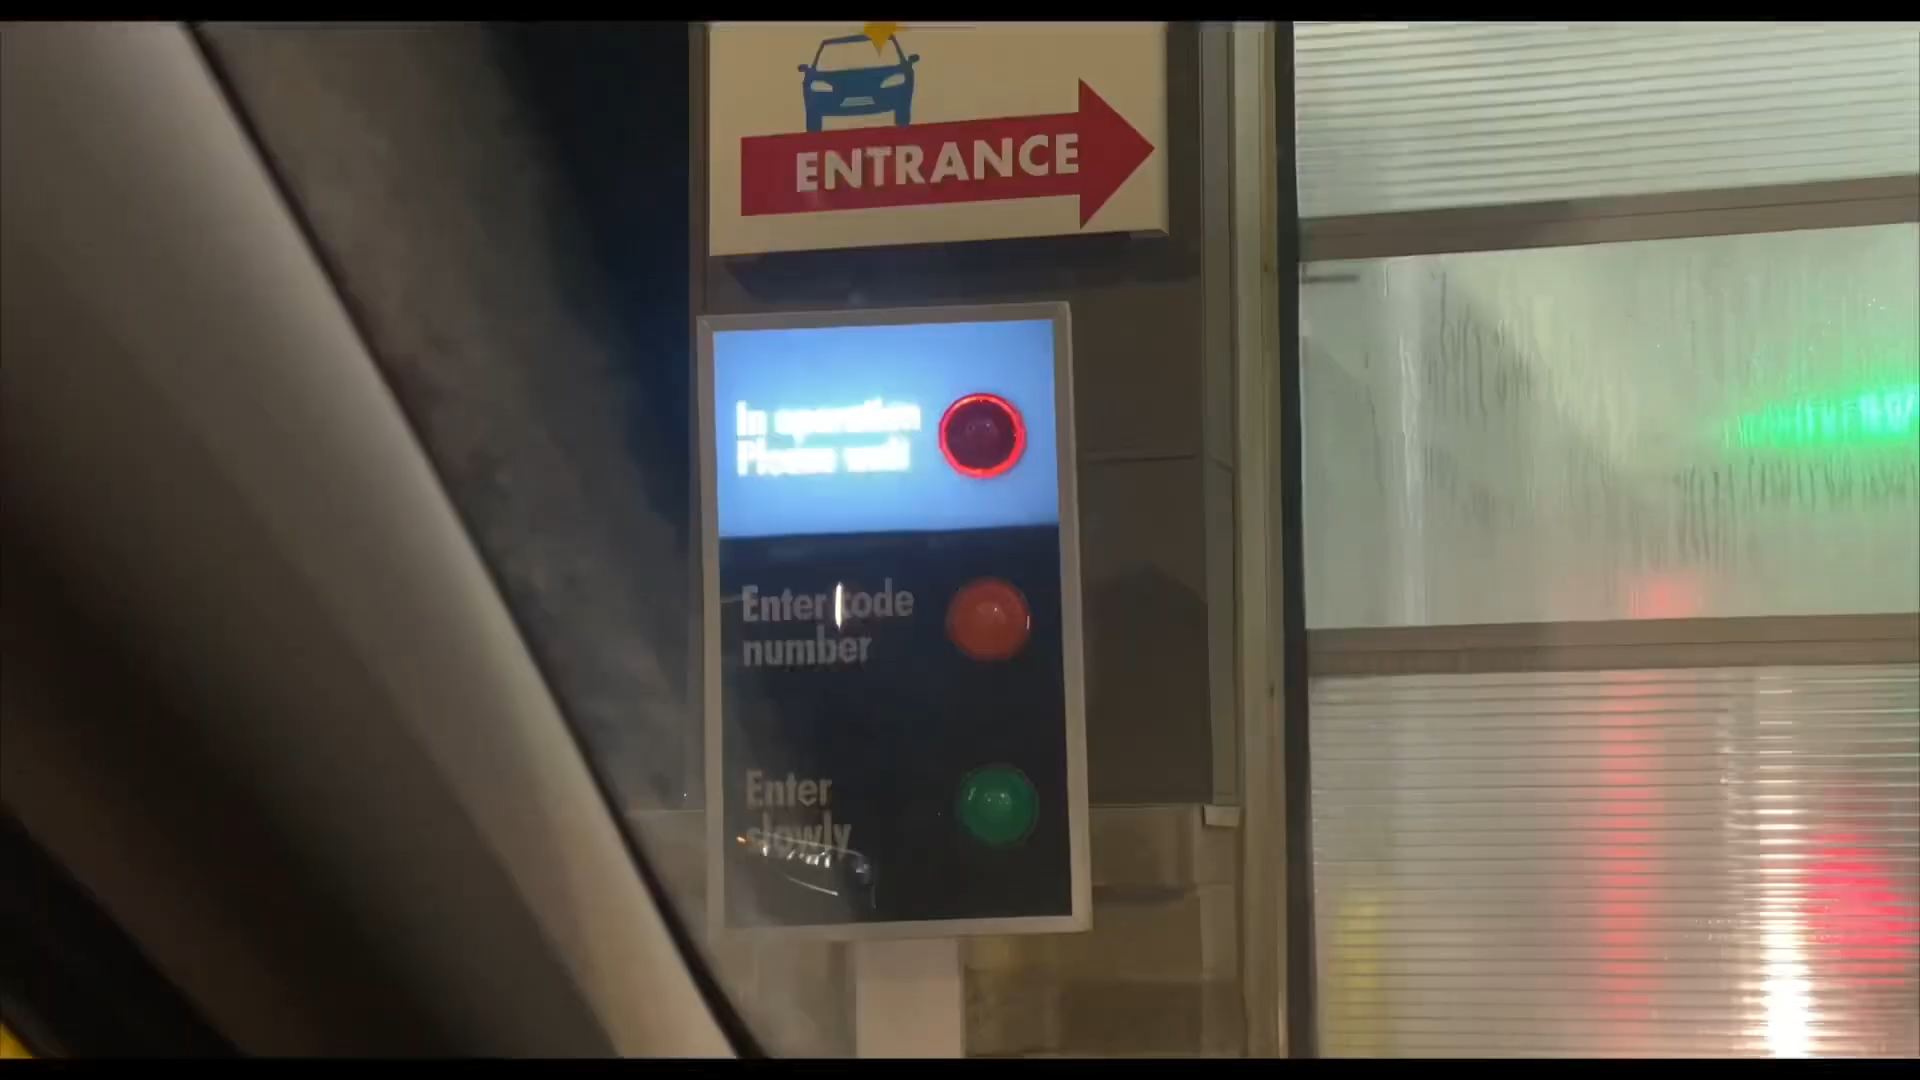 ENTRANCE
In operation
Please wait
Enter code
number
Enter
slowly